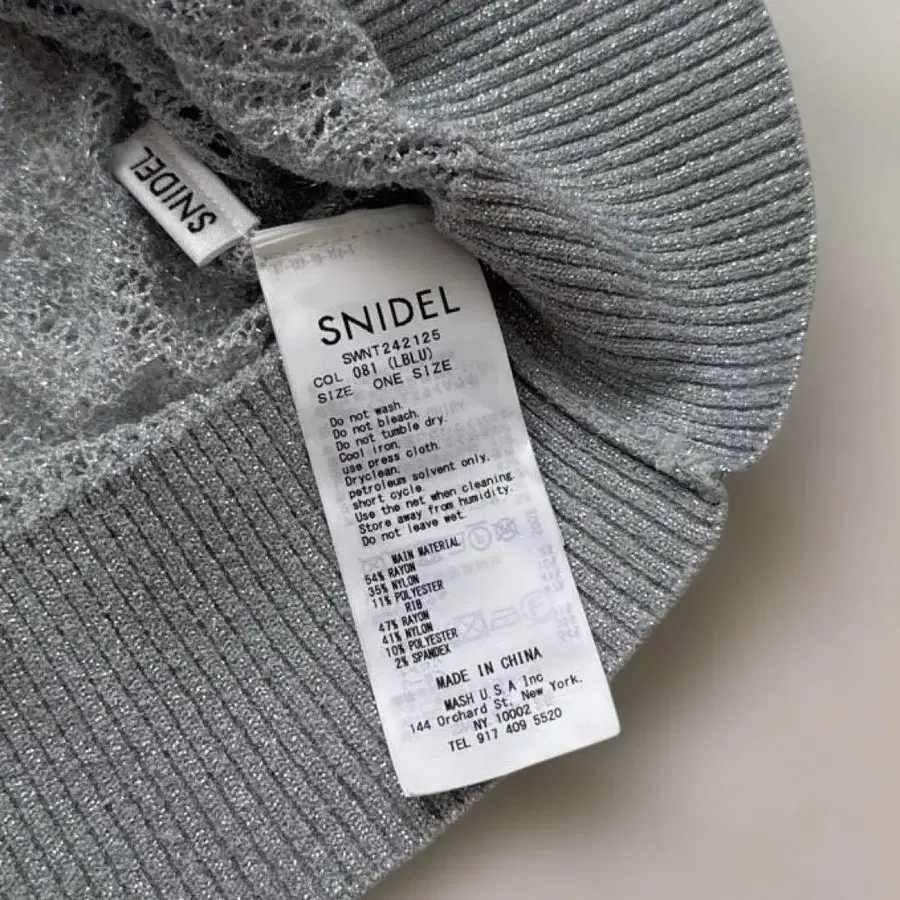 SNIDEL
SNIDEL
SWNT242125
COL 081 (LBLU)
SIZE ONE SIZE
Do not wash.
Do not bleach.
Do not tumble dry.
Cool iron.
use press cloth.
Dryclean.
petroleum solvent only,
short cycle.
Use the net when cleaning.
Store away from humidity.
Do not leave wet.
MAIN MATERIAL
54% RAYON
35% NYLON
11% POLYESTER
RIB
47% RAYON
41% NYLON
10% POLYESTER
2% SPANDEX
MADE IN CHINA
MASH U.S.A Inc
144 Orchard St, New York.
NY.10002
TEL 917 409 5520